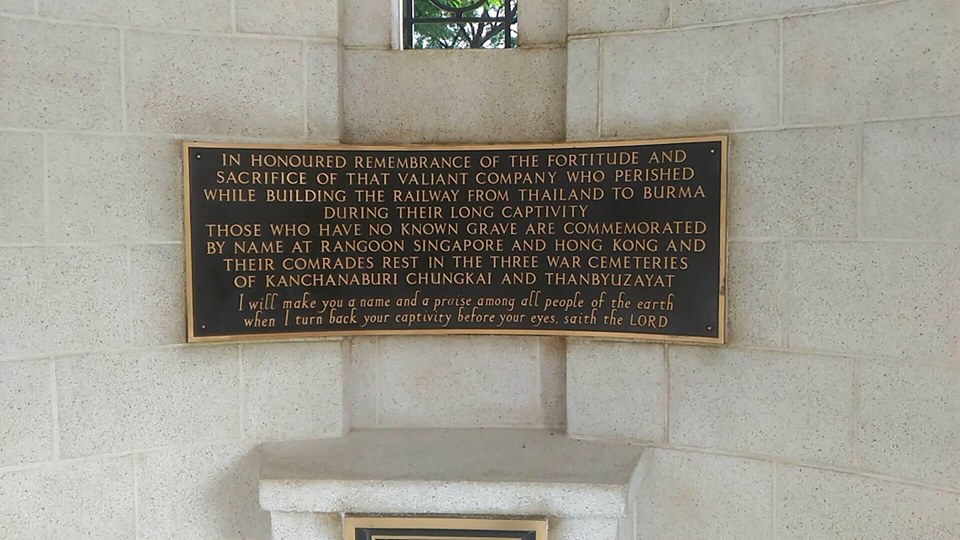 IN HONOURED REMEMBRANCE OF THE FORTITUDE AND
SACRIFICE OF THAT VALIANT COMPANY WHO PERISHED
WHILE BUILDING THE RAILWAY FROM THAILAND TO BURMA
DURING THEIR LONG CAPTIVITY
THOSE WHO HAVE NO KNOWN GRAVE ARE COMMEMORATED
BY NAME AT RANGOON SINGAPORE AND HONG KONG AND
THEIR COMRADES REST IN THE THREE WAR CEMETERIES
OF KANCHANABURI CHUNGKAI AND THANBYUZAYAT
I will make you a name and a praise among all people of the earth
when I turn back your captivity before your eyes, saith the LORD